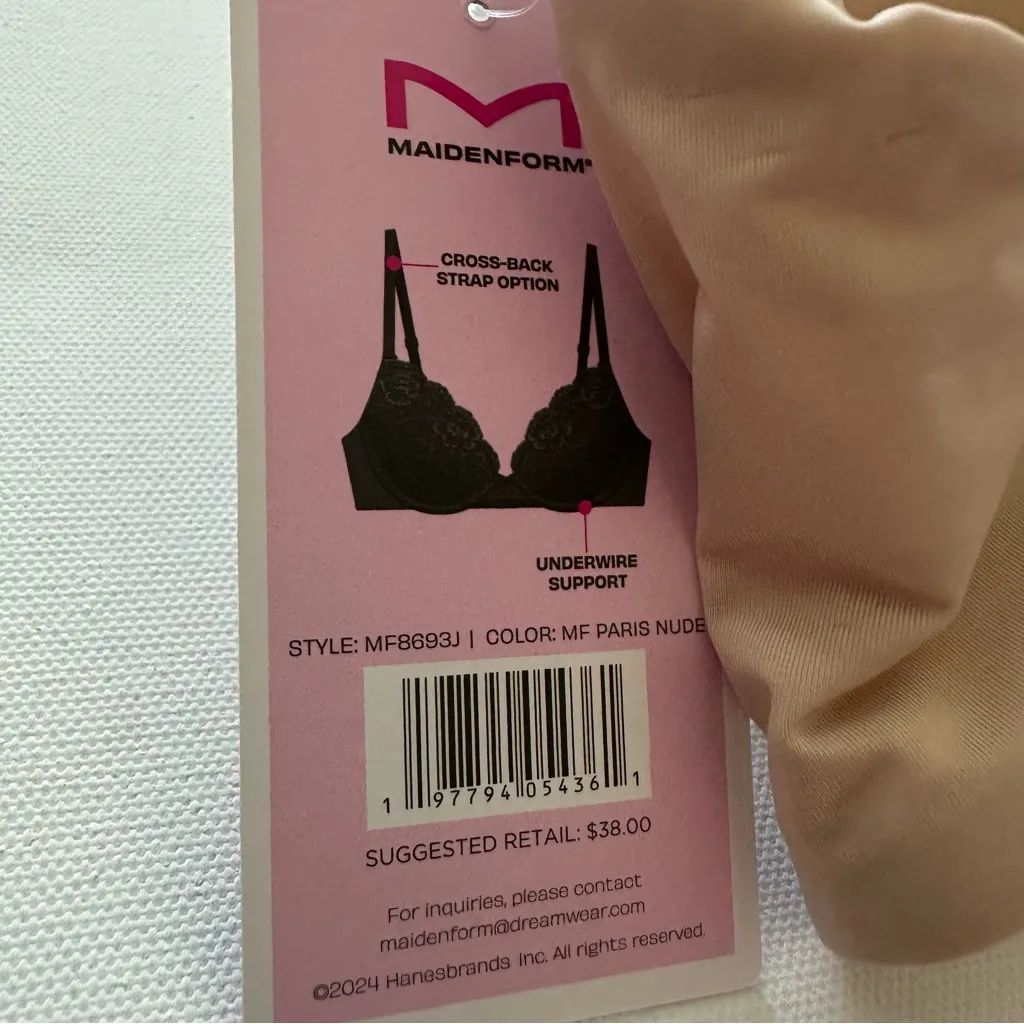 MAIDENFORM®
CROSS-BACK
STRAP OPTION
UNDERWIRE
SUPPORT
STYLE: MF8693J | COLOR: MF PARIS NUDE
1 97794 05436 1
SUGGESTED RETAIL: $38.00
For inquiries, please contact
maidenform@dreamwear.com
©2024 Hanesbrands Inc. All rights reserved.